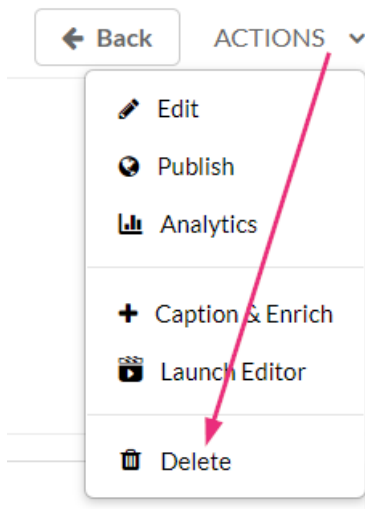 Back ACTIONS
Edit
Publish
Analytics
Caption & Enrich
Launch Editor
Delete